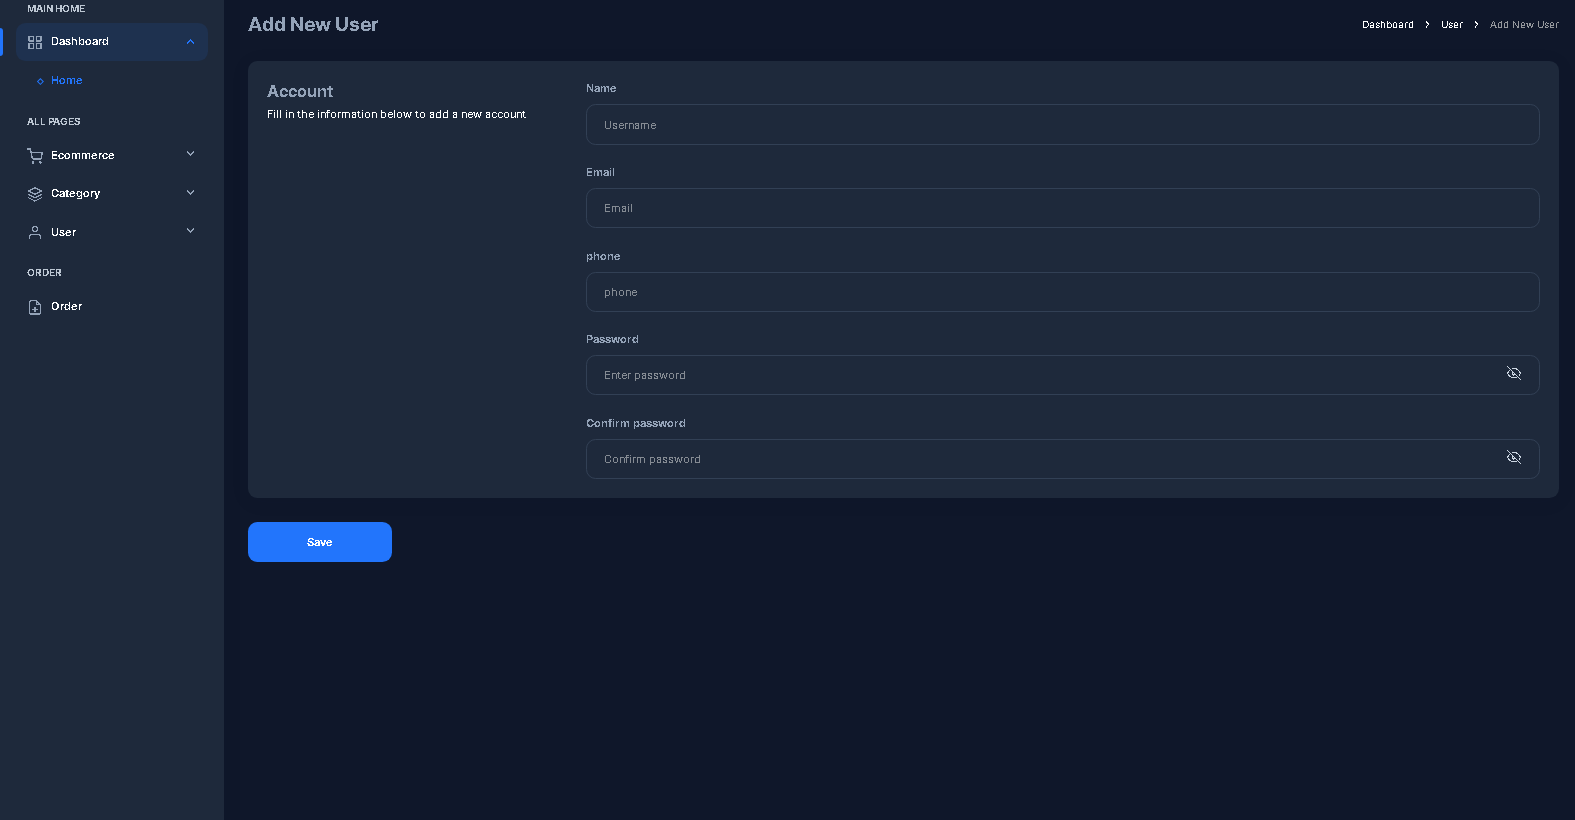 MAIN HOME
Dashboard
Home
ALL PAGES
Ecommerce
Category
User
ORDER
Order
Add New User
Dashboard
User
Add New User
Account
Fill in the information below to add a new account
Name
Username
Email
Email
phone
phone
Password
Enter password
Confirm password
Confirm password
Save